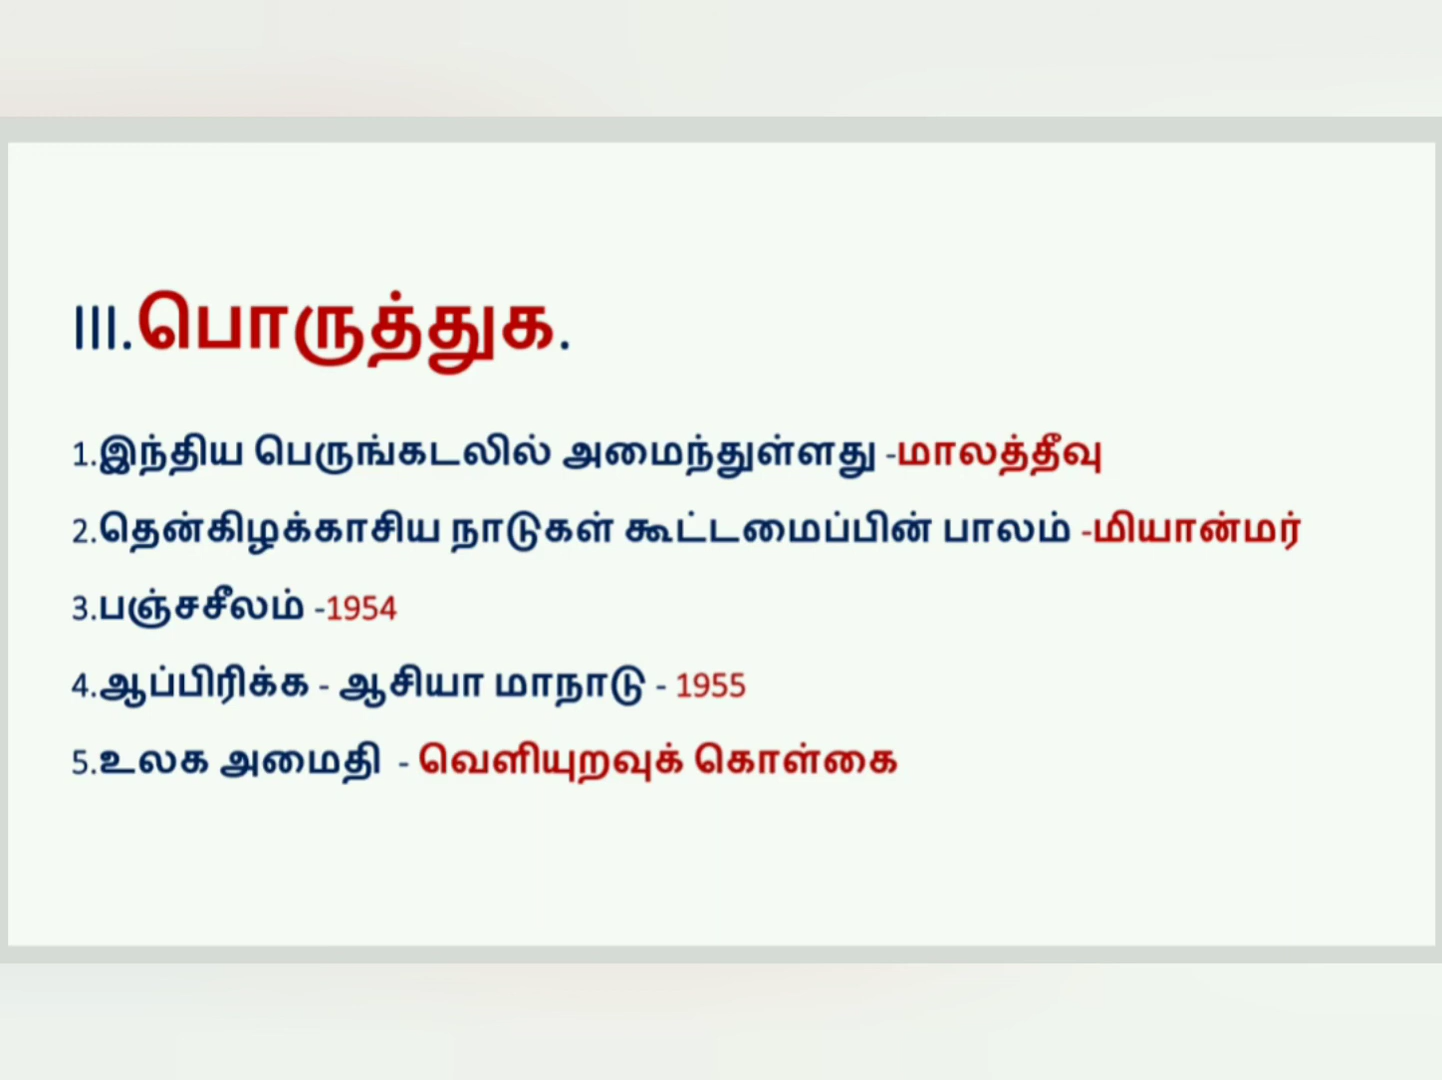 III.பொருத்துக.
1.இந்திய பெருங்கடலில் அமைந்துள்ளது -மாலத்தீவு
2.தென்கிழக்காசிய நாடுகள் கூட்டமைப்பின் பாலம் -மியான்மர்
3.பஞ்சசீலம் -1954
4.ஆப்பிரிக்க - ஆசியா மாநாடு - 1955
5.உலக அமைதி - வெளியுறவுக் கொள்கை